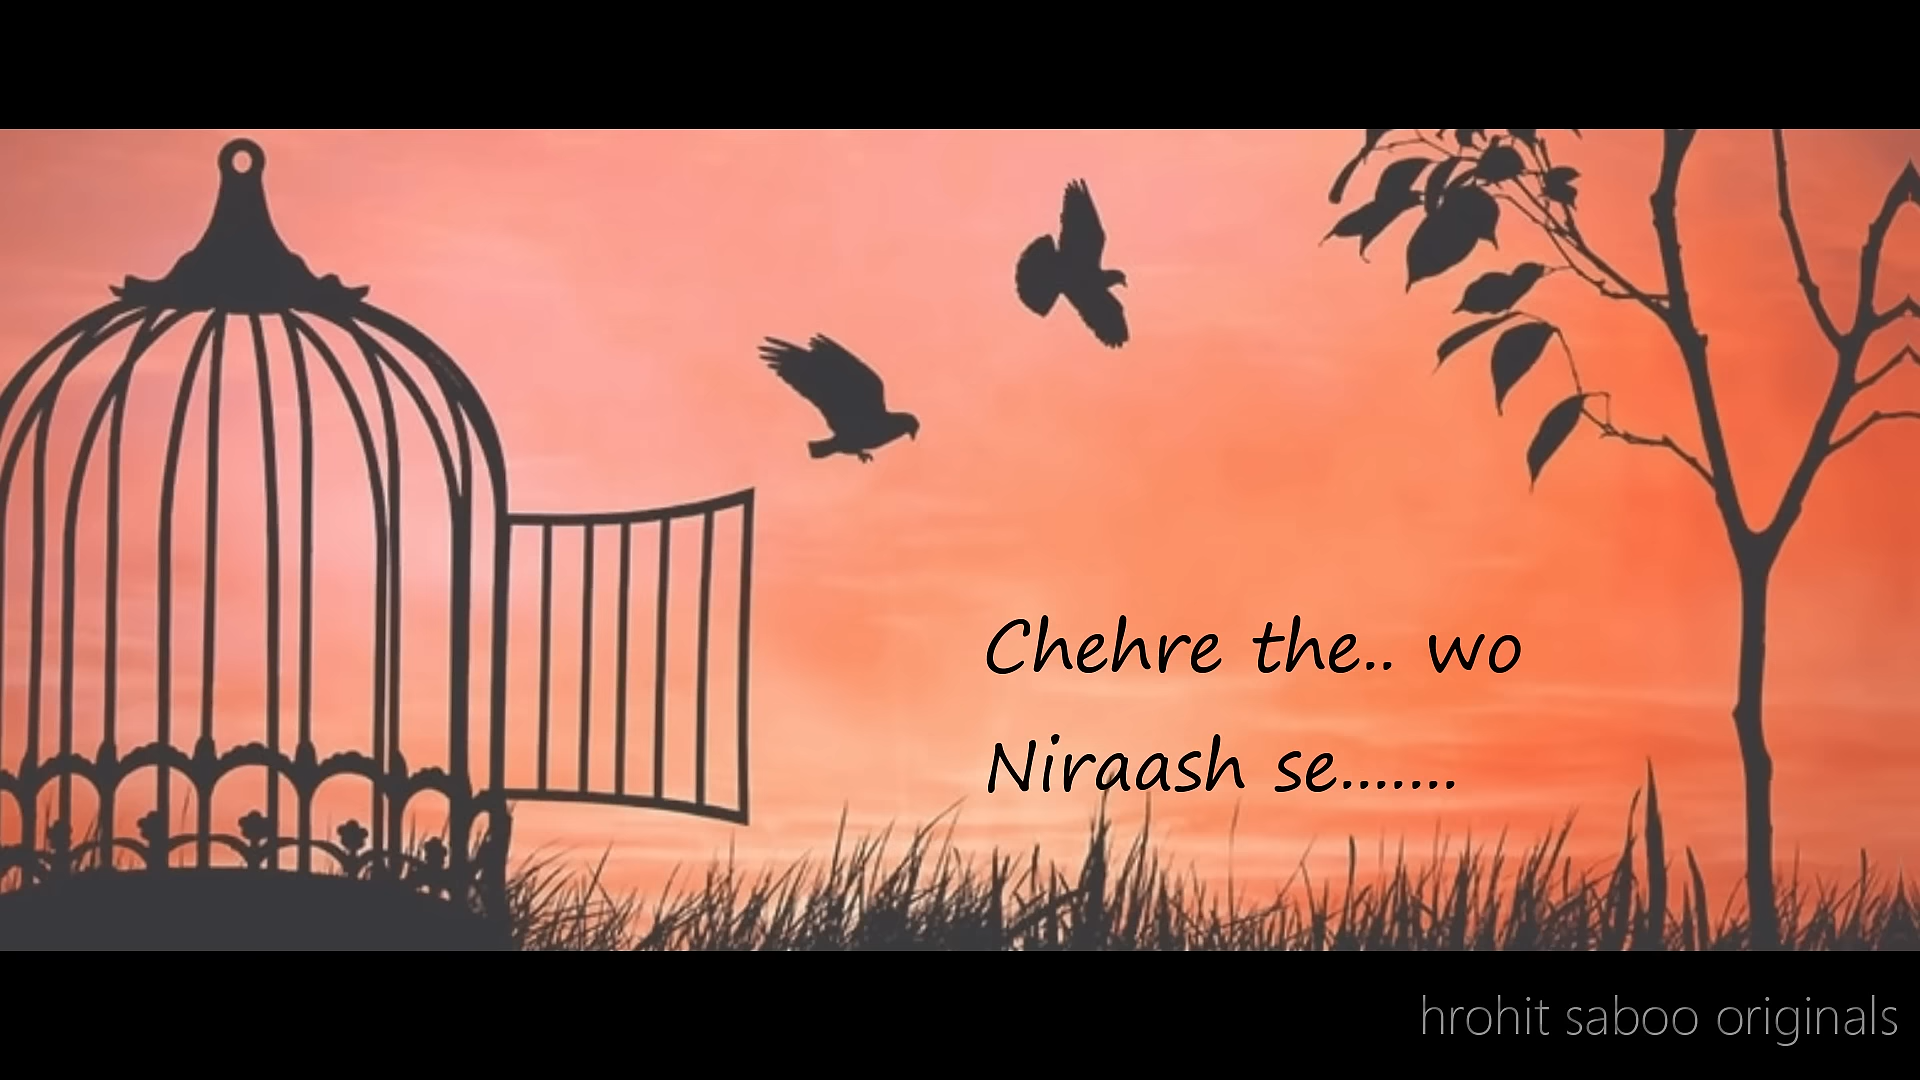 Chehre the.. wo
Niraash se.......
hrohit saboo originals